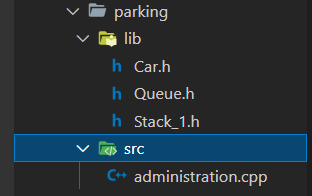 parking
lib
h Car.h
h Queue.h
h Stack_1.h
src
C++ administration.cpp